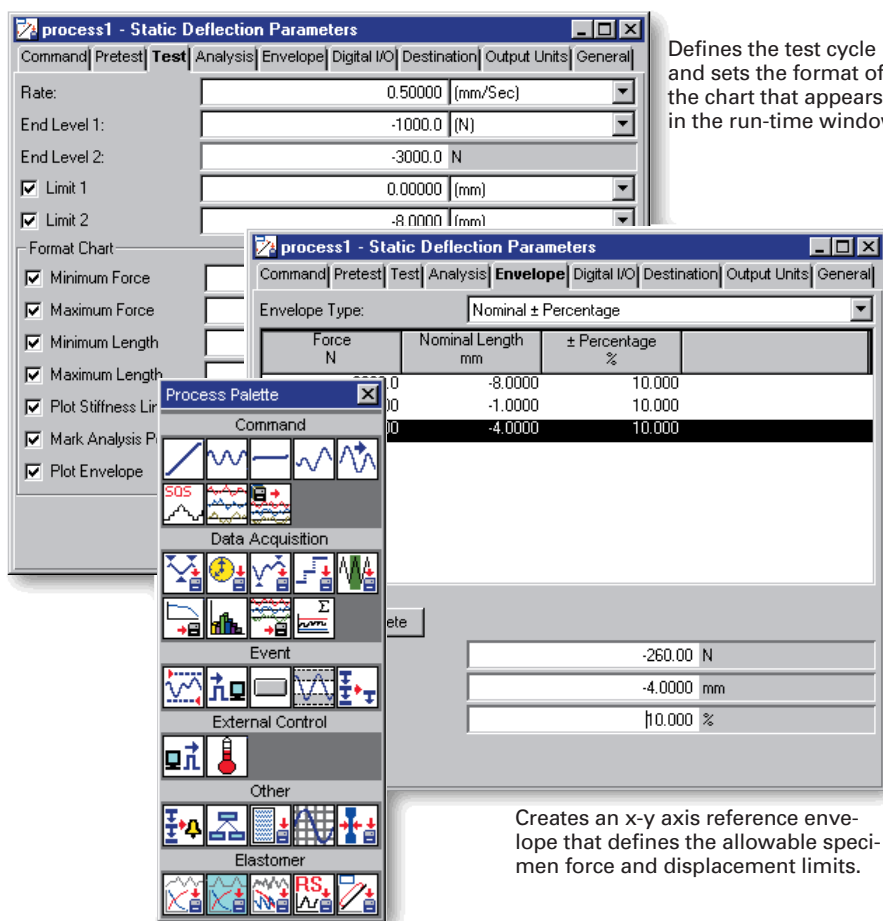 process1 - Static Deflection Parameters
Command Pretest Test Analysis Envelope Digital I/O Destination Output Units General
Rate: 0.50000 (mm/Sec)
End Level 1: -1000.0 (N)
End Level 2: -3000.0 N
Limit 1 0.00000 (mm)
Limit 2 -8.0000 (mm)
Format Chart
Minimum Force
Maximum Force
Minimum Length
Maximum Length
Plot Stiffness
Mark Analysis
Plot Envelope
Defines the test cycle
and sets the format of
the chart that appears
in the run-time
process1 - Static Deflection Parameters
Command Pretest Test Analysis Envelope Digital I/O Destination Output Units General
Envelope Type: Nominal ± Percentage
Force Nominal Length ± Percentage
N mm %
-8.0000 10.000
-1.0000 10.000
-4.0000 10.000
-260.00 N
-4.0000 mm
10.000 %
Process Palette
Command
SOS
Data Acquisition
Σ
Event
External Control
Other
Elastomer
RS
Creates an x-y axis reference enve-
lope that defines the allowable speci-
men force and displacement limits.